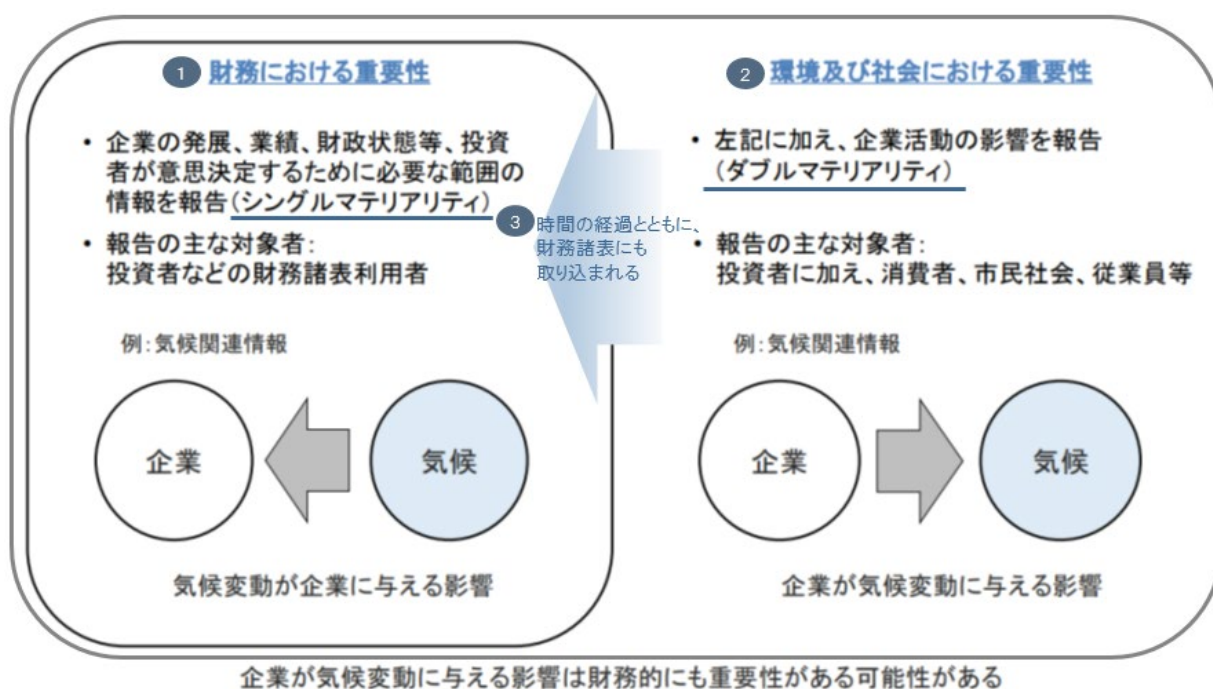 1 財務における重要性
・ 企業の発展、業績、財政状態等、投資
者が意思決定するために必要な範囲の
情報を報告(シングルマテリアリティ)
・ 報告の主な対象者:
投資者などの財務諸表利用者
例:気候関連情報
企業
気候
気候変動が企業に与える影響
3 時間の経過とともに、
財務諸表にも
取り込まれる
2 環境及び社会における重要性
・ 左記に加え、企業活動の影響を報告
(ダブルマテリアリティ)
・ 報告の主な対象者:
投資者に加え、消費者、市民社会、従業員等
例:気候関連情報
企業
気候
企業が気候変動に与える影響
企業が気候変動に与える影響は財務的にも重要性がある可能性がある